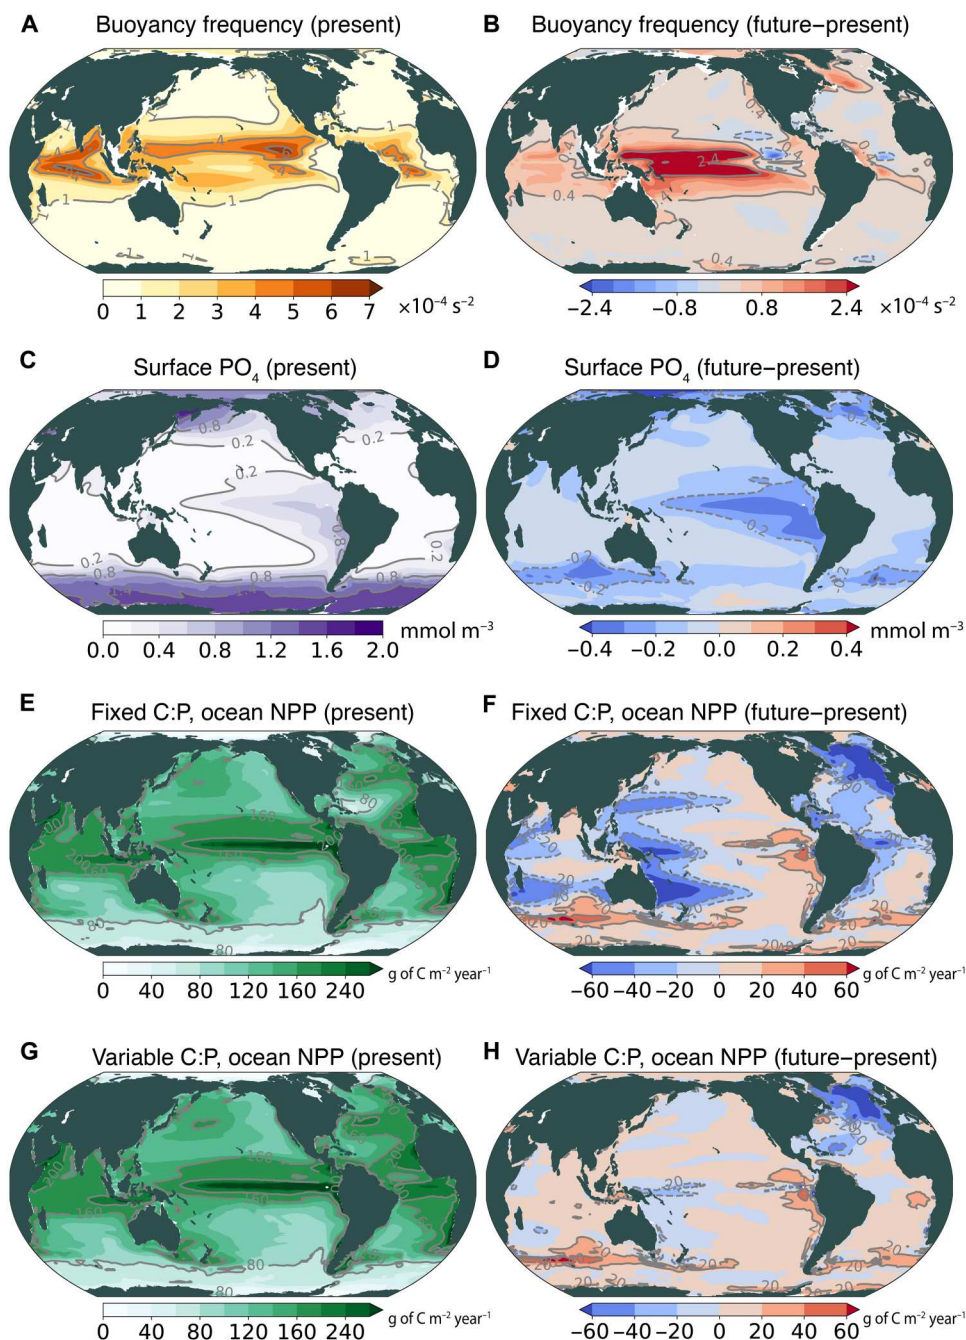 A Buoyancy frequency (present)
B Buoyancy frequency (future−present)
0 1 2 3 4 5 6 7 ×10⁻⁴ s⁻²
−2.4 −0.8 0.8 2.4 ×10⁻⁴ s⁻²
C Surface PO₄ (present)
D Surface PO₄ (future−present)
0.0 0.4 0.8 1.2 1.6 2.0 mmol m⁻³
−0.4 −0.2 0.0 0.2 0.4 mmol m⁻³
E Fixed C:P, ocean NPP (present)
F Fixed C:P, ocean NPP (future−present)
0 40 80 120 160 200 240 g of C m⁻² year⁻¹
−60 −40 −20 0 20 40 60 g of C m⁻² year⁻¹
G Variable C:P, ocean NPP (present)
H Variable C:P, ocean NPP (future−present)
0 40 80 120 160 200 240 g of C m⁻² year⁻¹
−60 −40 −20 0 20 40 60 g of C m⁻² year⁻¹